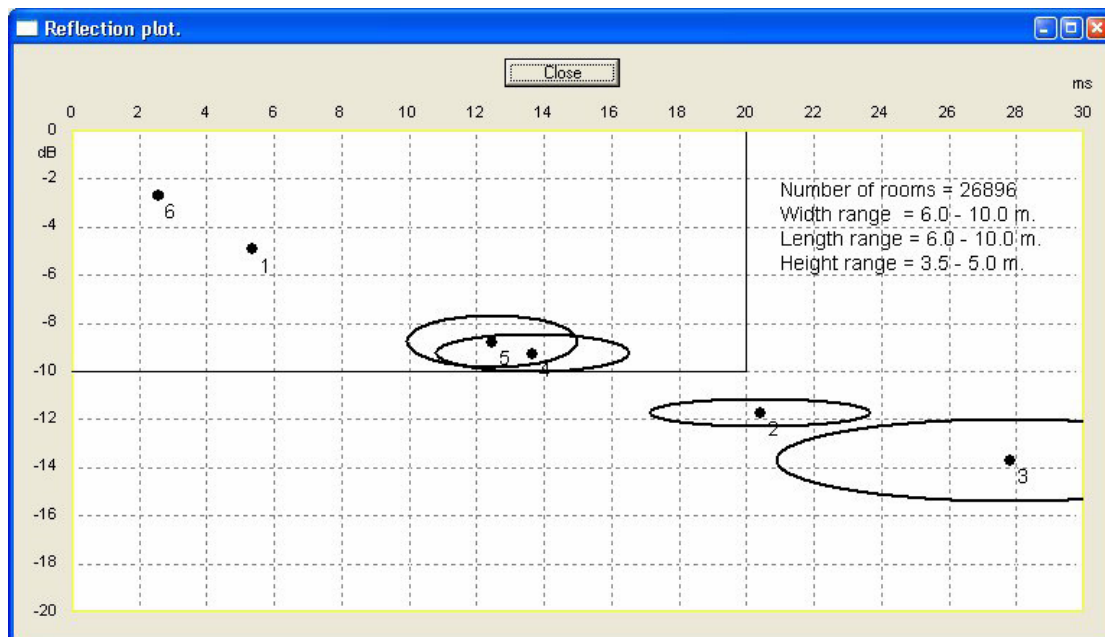 Reflection plot.
Close
ms
0 2 4 6 8 10 12 14 16 18 20 22 24 26 28 30
0
dB
-2
-4
-6
-8
-10
-12
-14
-16
-18
-20
Number of rooms = 26896
Width range = 6.0 - 10.0 m.
Length range = 6.0 - 10.0 m.
Height range = 3.5 - 5.0 m.
6
1
5
4
2
3